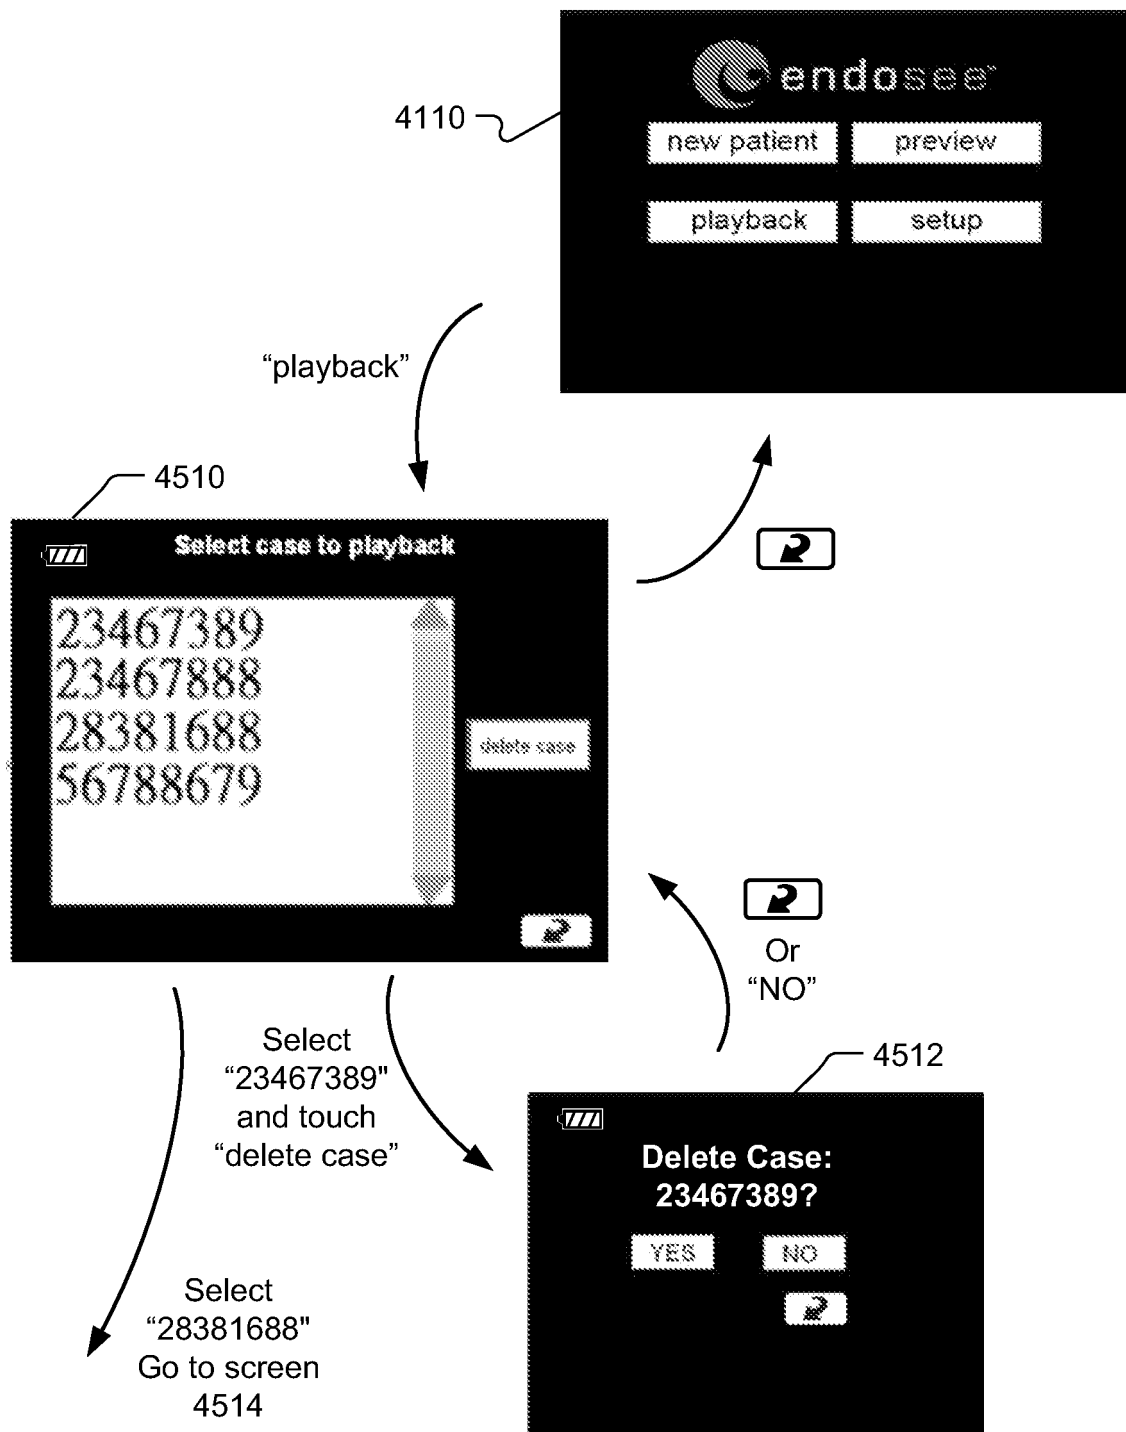 endosee™
4110
new patient preview
playback setup
“playback”
4510
Select case to playback
23467389
23467888
28381688
56788679
delete case
Or
“NO”
Select
“23467389"
and touch
“delete case”
4512
Delete Case:
23467389?
YES NO
Select
“28381688"
Go to screen
4514